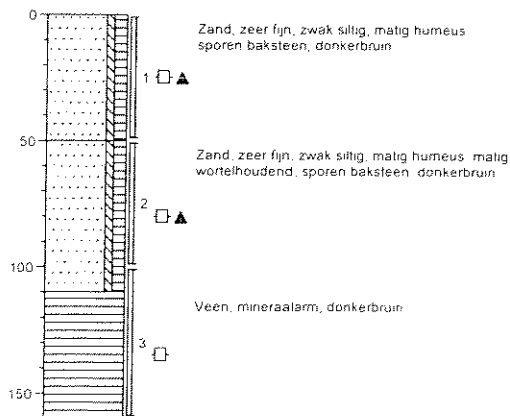 0
Zand, zeer fijn, zwak siltig, matig humeus
sporen baksteen, donkerbruin
1
50
Zand, zeer fijn, zwak siltig, matig humeus matig
wortelhoudend, sporen baksteen donkerbruin
2
100
Veen, mineraalarm, donkerbruin
3
150